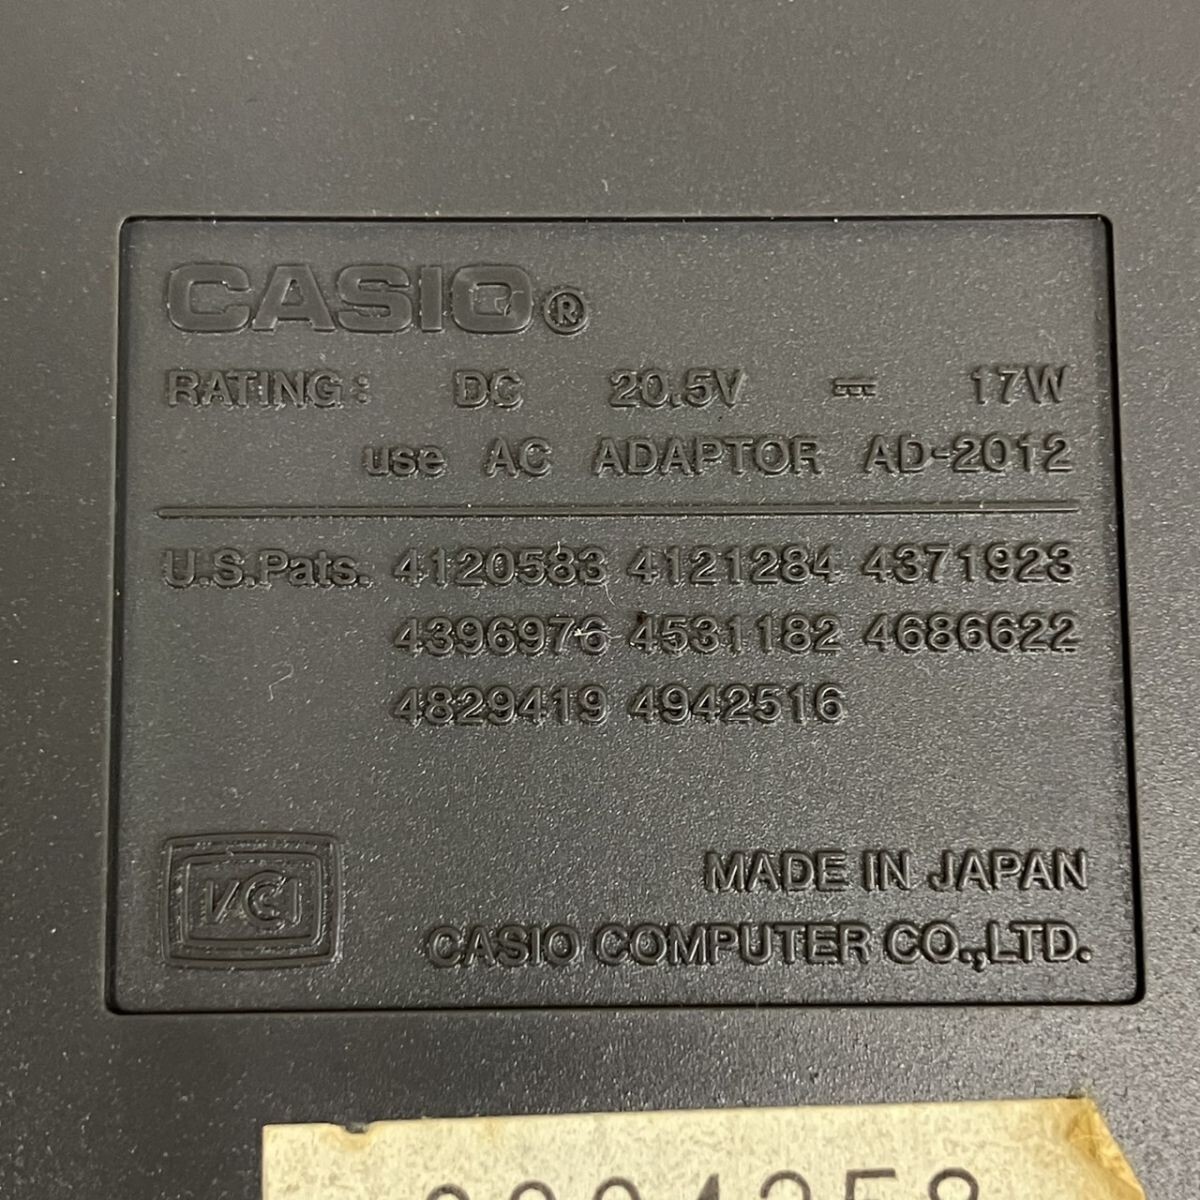 CASIO®
RATING : DC 20.5V ⎓ 17W
use AC ADAPTOR AD-2012
U.S.Pats. 4120583 4121284 4371923
4396976 4531182 4686622
4829419 4942516
VCI
MADE IN JAPAN
CASIO COMPUTER CO.,LTD.